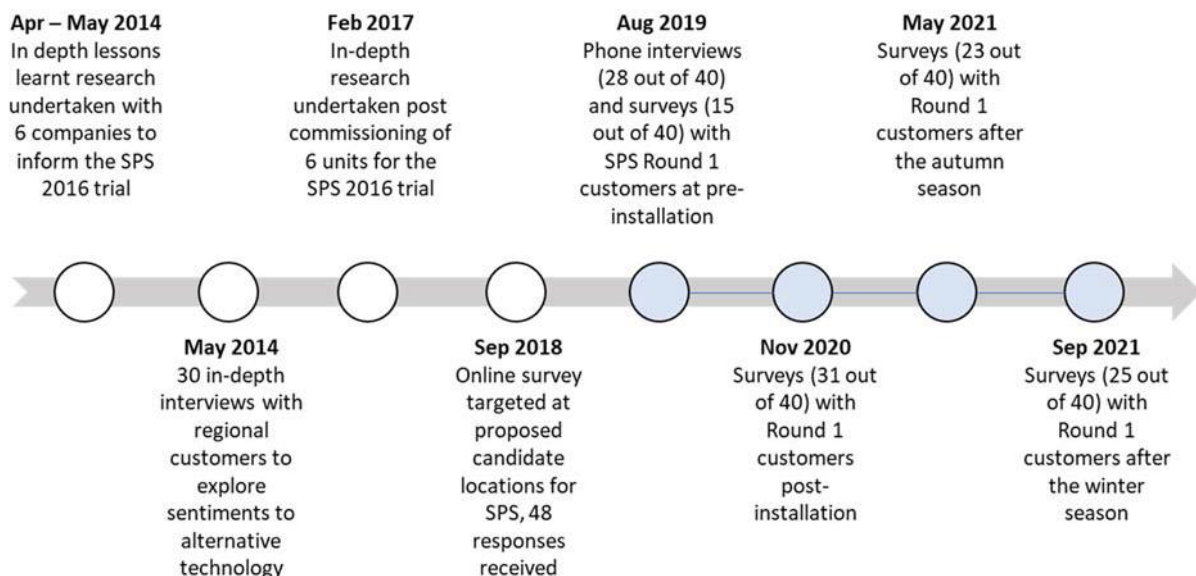 Apr – May 2014
In depth lessons
learnt research
undertaken with
6 companies to
inform the SPS
2016 trial
Feb 2017
In-depth
research
undertaken post
commissioning of
6 units for the
SPS 2016 trial
Aug 2019
Phone interviews
(28 out of 40)
and surveys (15
out of 40) with
SPS Round 1
customers at pre-
installation
May 2021
Surveys (23 out
of 40) with
Round 1
customers after
the autumn
season
May 2014
30 in-depth
interviews with
regional
customers to
explore
sentiments to
alternative
technology
Sep 2018
Online survey
targeted at
proposed
candidate
locations for
SPS, 48
responses
received
Nov 2020
Surveys (31 out
of 40) with
Round 1
customers
post-
installation
Sep 2021
Surveys (25 out
of 40) with
Round 1
customers after
the winter
season